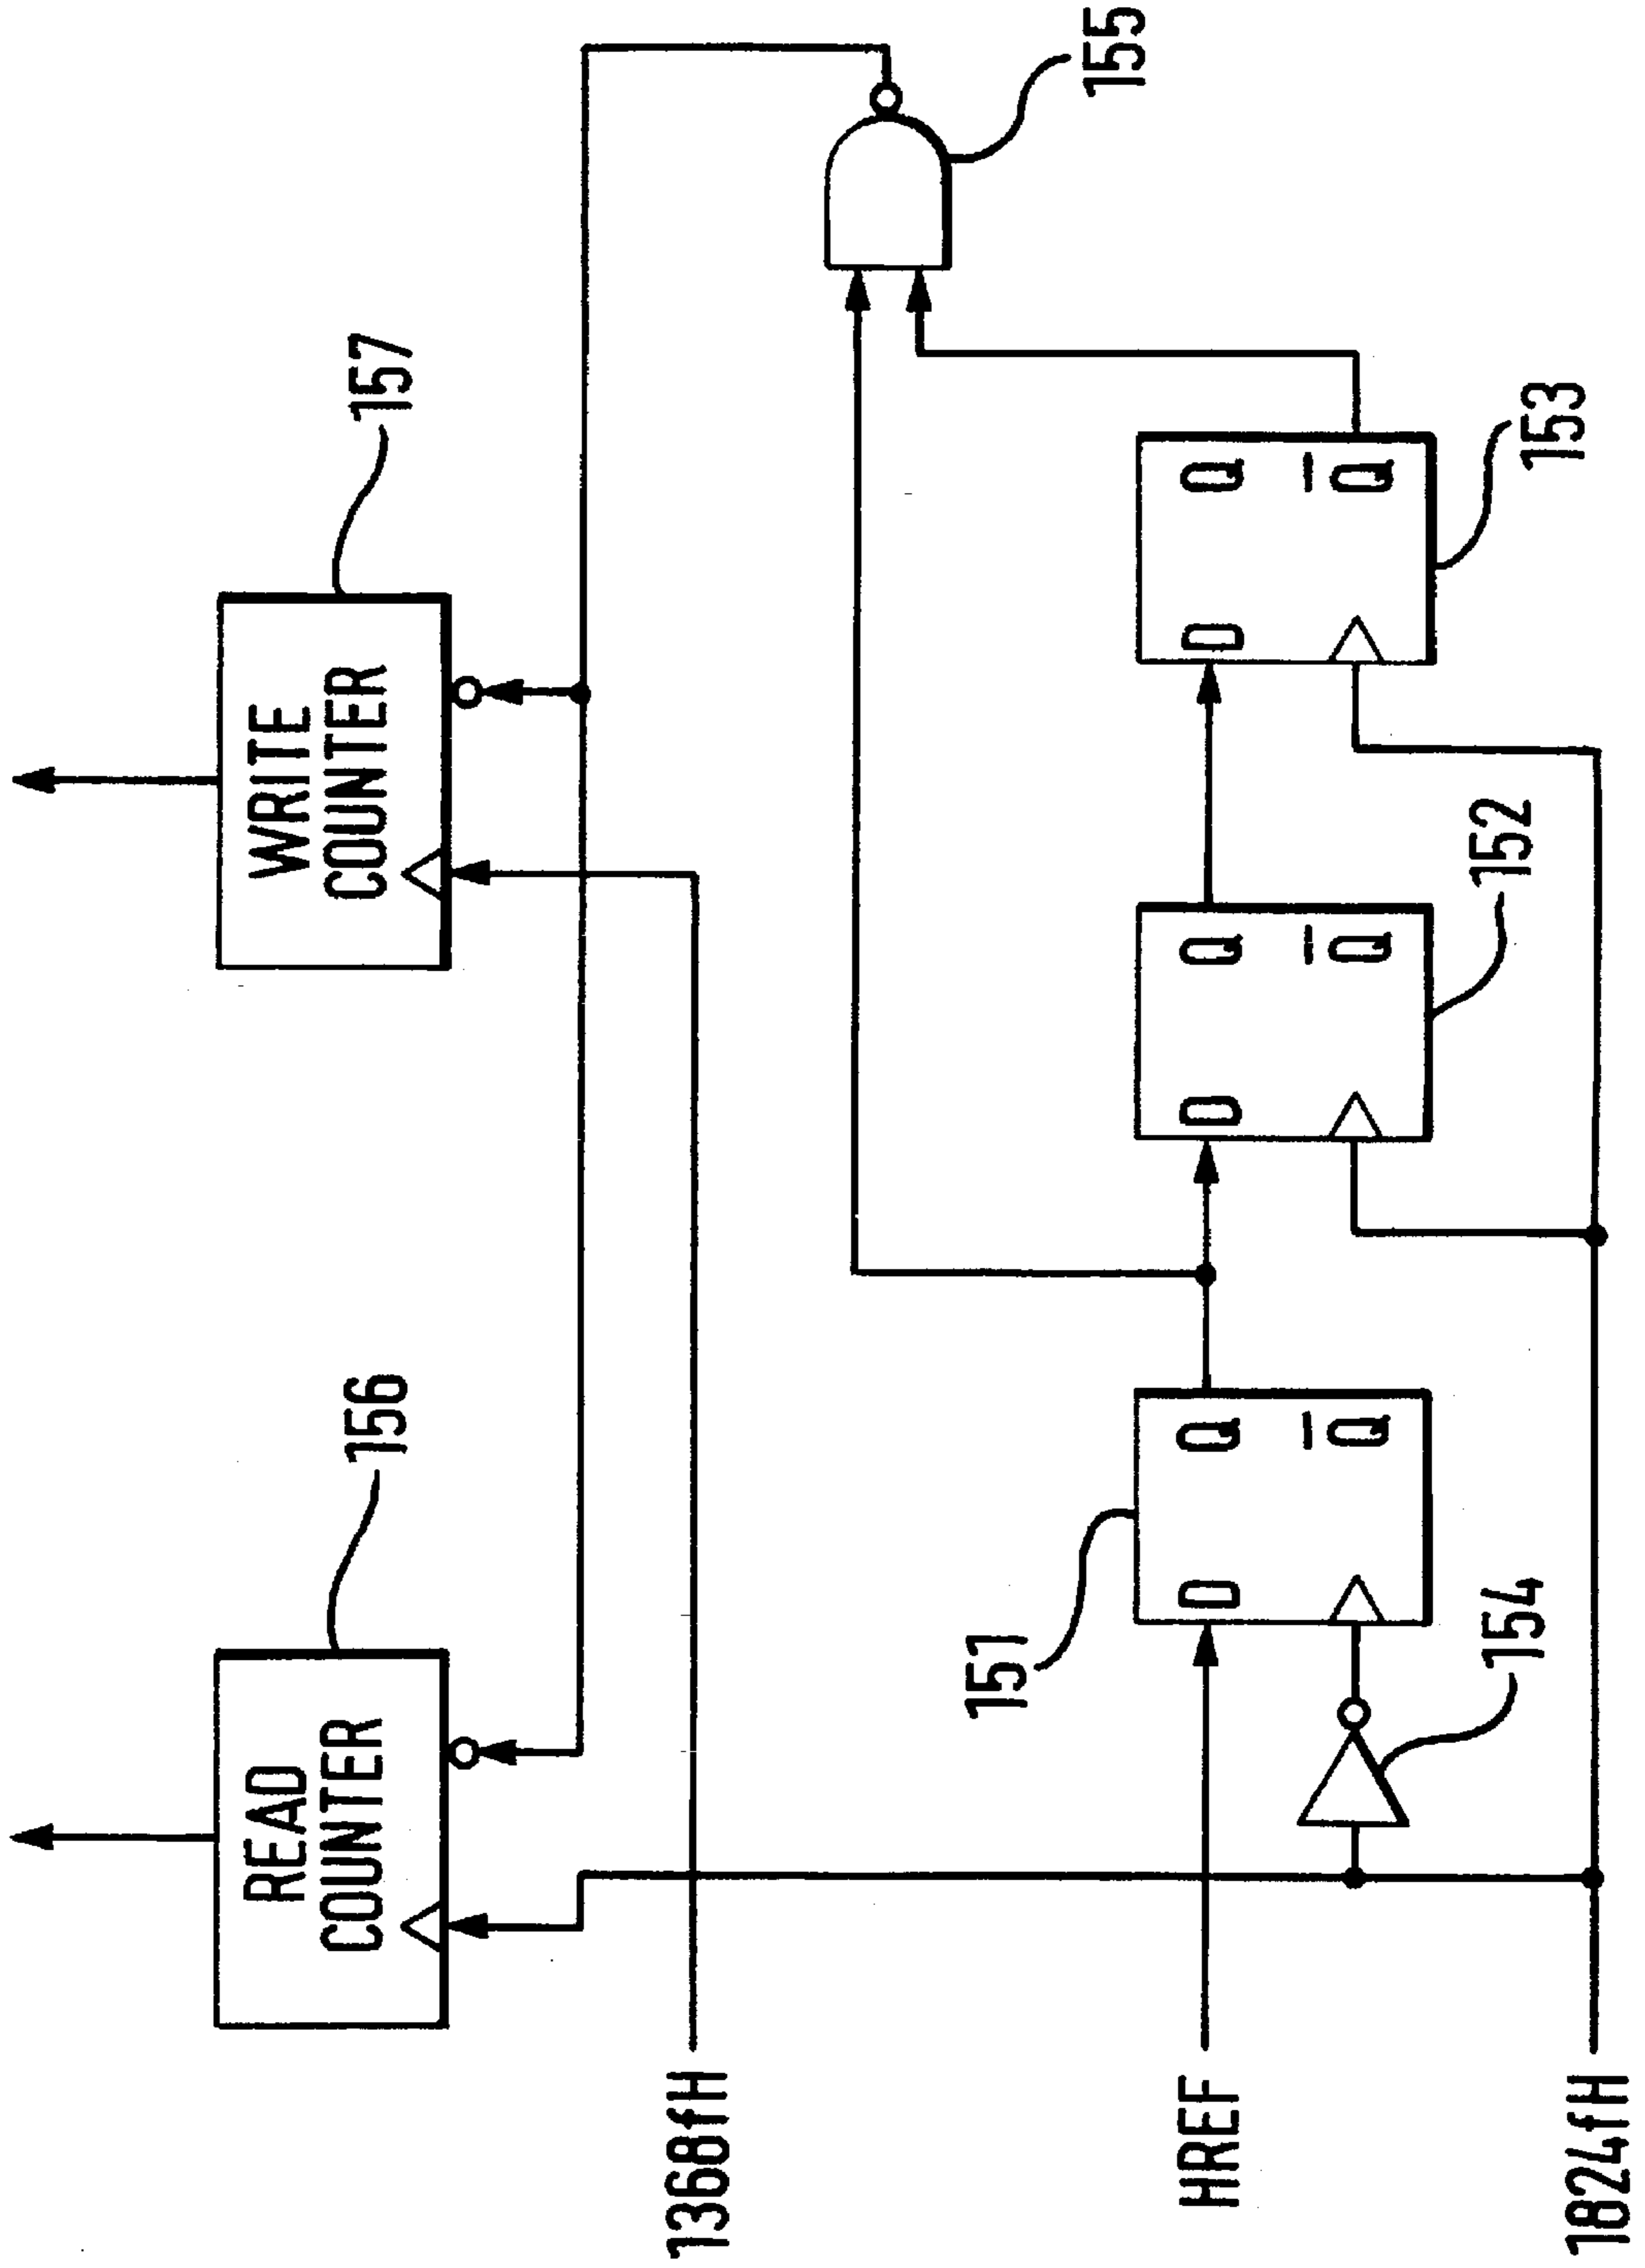 READ
COUNTER
156
WRITE
COUNTER
157
1368fH
155
HREF
151
D
Q
Q̅
D
Q
Q̅
D
Q
Q̅
154
152
153
1824fH